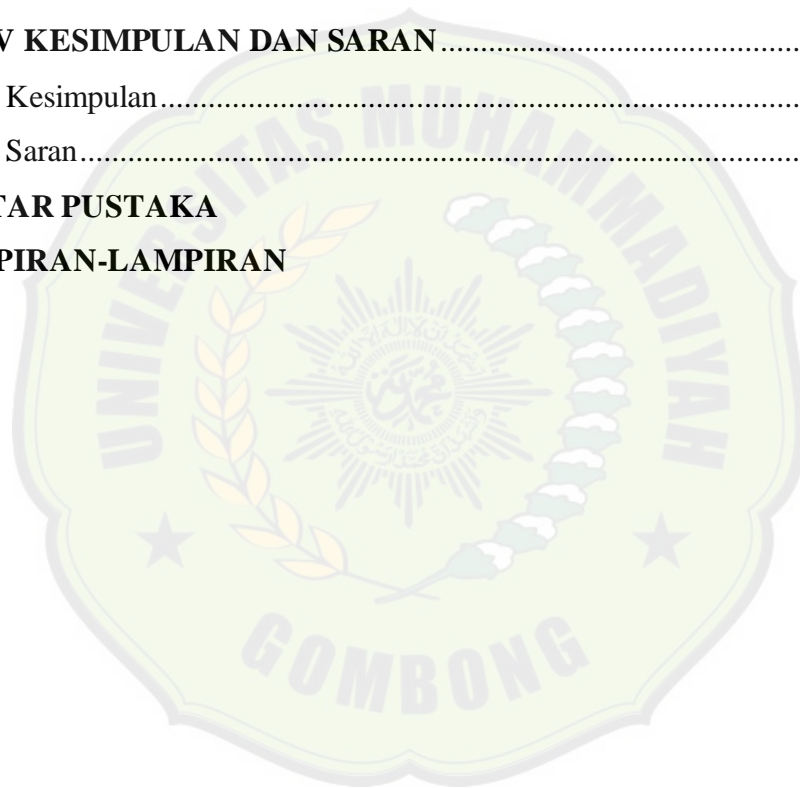 V KESIMPULAN DAN SARAN........................................................
Kesimpulan........................................................................................
Saran..................................................................................................
TAR PUSTAKA
PIRAN-LAMPIRAN
UNIVERSITAS MUHAMMADIYAH
GOMBONG